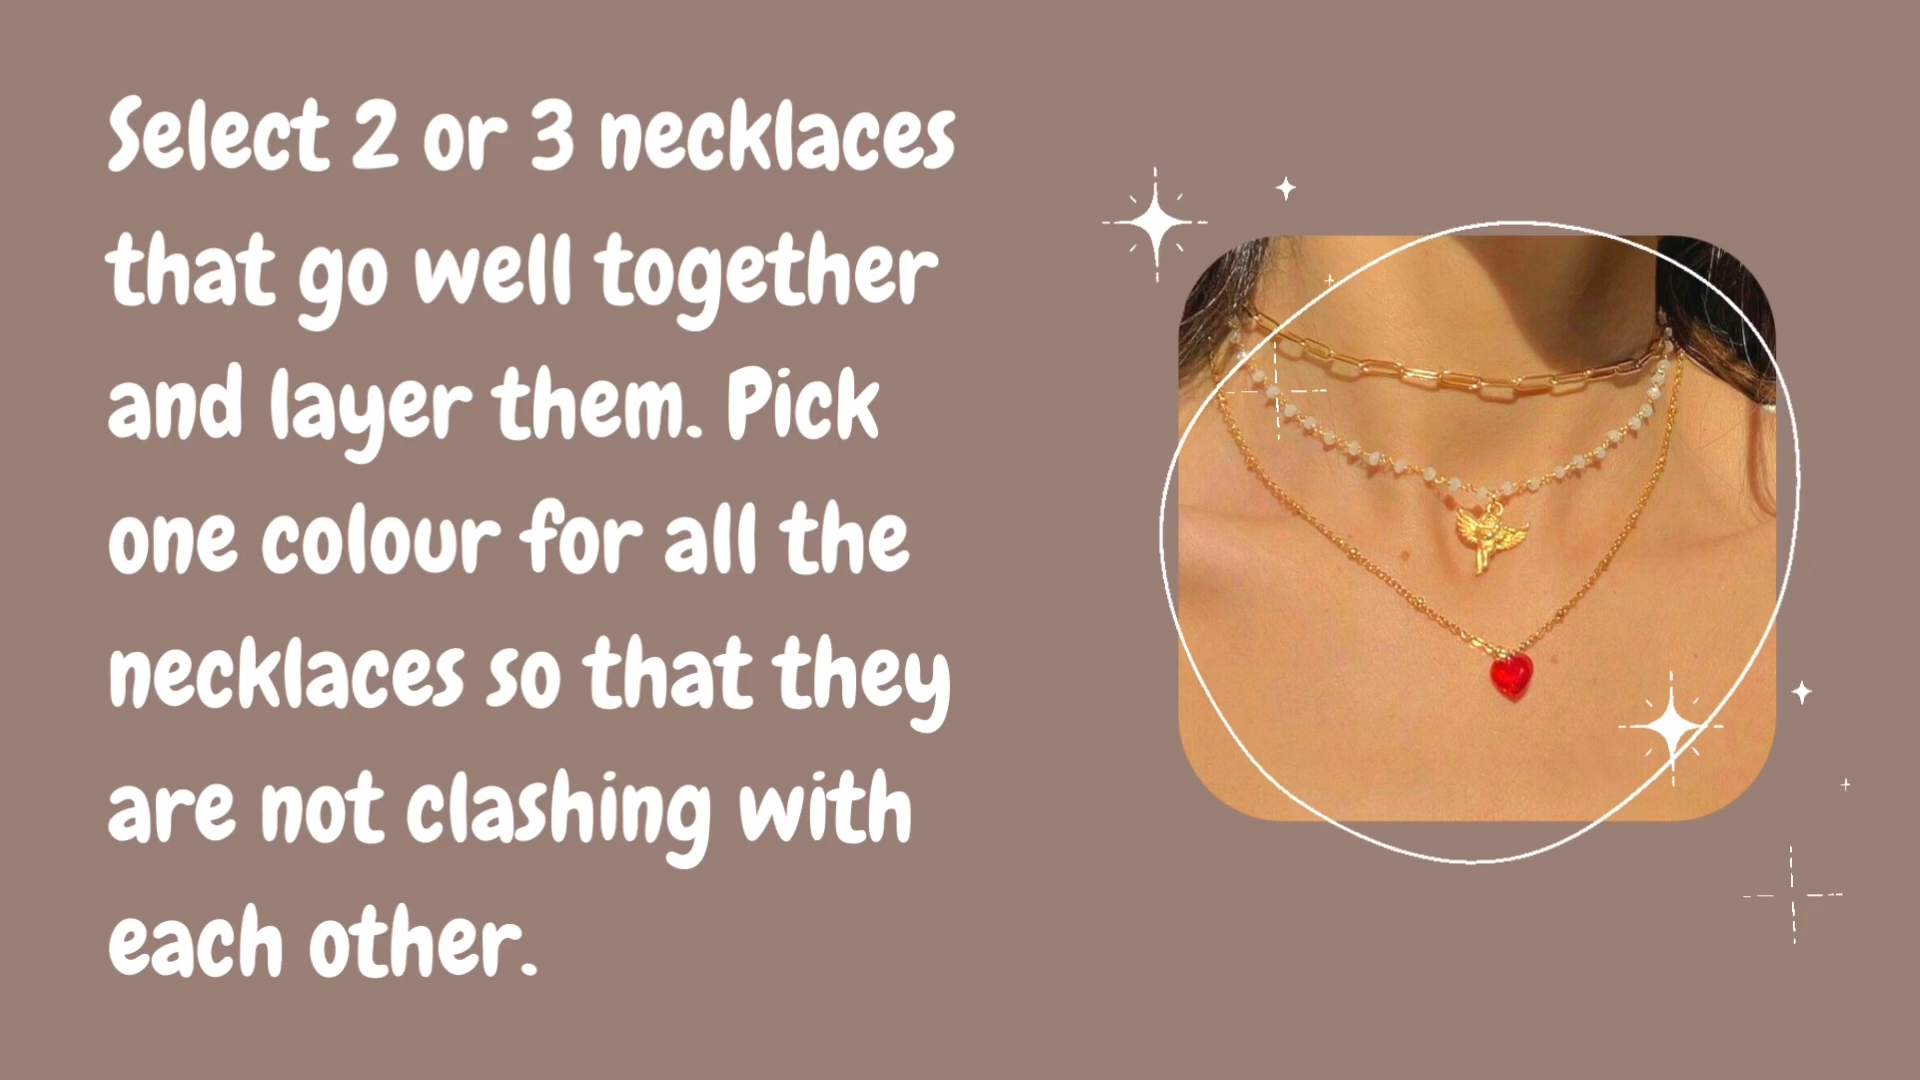 Select 2 or 3 necklaces
that go well together
and layer them. Pick
one colour for all the
necklaces so that they
are not clashing with
each other.